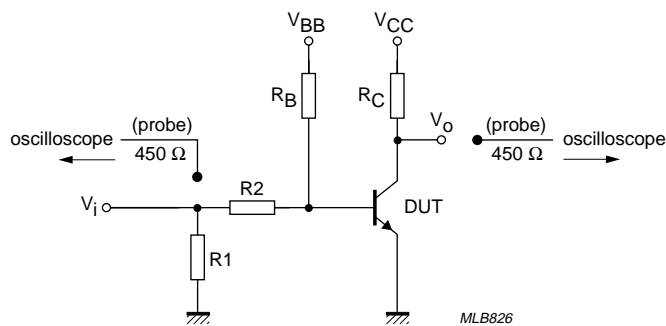 VBB
VCC
RB
RC
Vo
(probe)
450 Ω
oscilloscope
(probe)
450 Ω
oscilloscope
R2
Vi
DUT
R1
MLB826